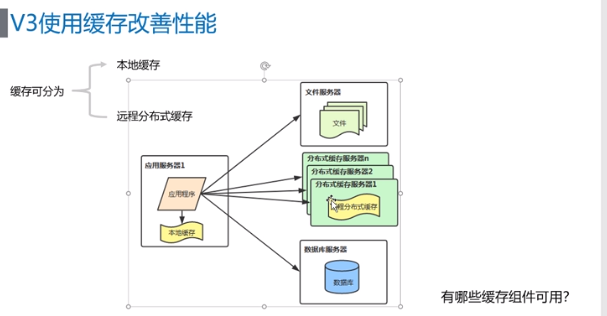 V3使用缓存改善性能
本地缓存
缓存可分为
远程分布式缓存
文件服务器
文件
分布式缓存服务器n
分布式缓存服务器2
分布式缓存服务器1
远程分布式缓存
应用服务器1
应用程序
本地缓存
数据库服务器
数据库
有哪些缓存组件可用?